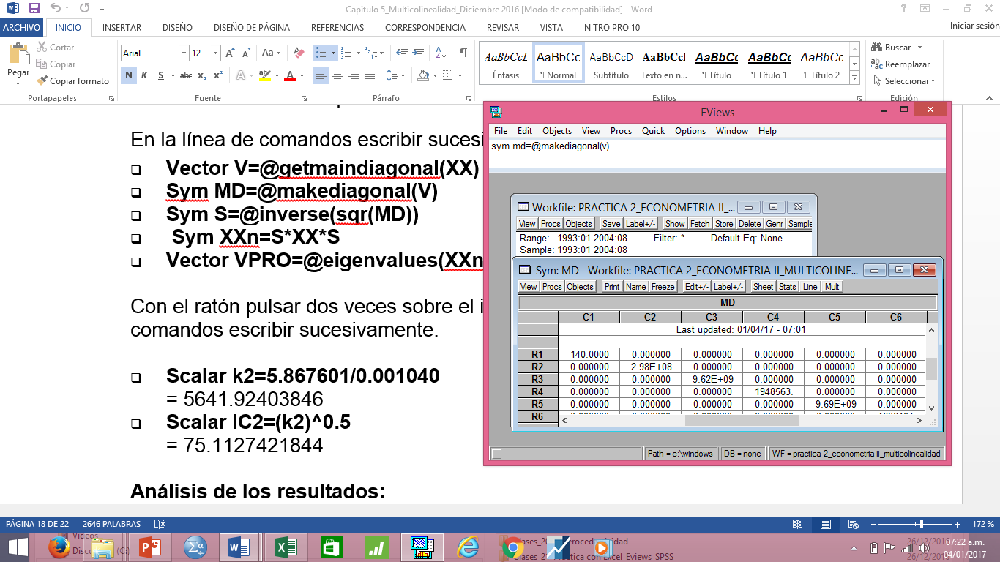 Capitulo 5_Multicolinealidad_Diciembre 2016 [Modo de compatibilidad] - Word
ARCHIVO INICIO INSERTAR DISEÑO DISEÑO DE PÁGINA REFERENCIAS CORRESPONDENCIA REVISAR VISTA NITRO PRO 10 Iniciar sesión
Pegar
Cortar
Copiar
Copiar formato
Portapapeles
Arial 12
N K S abc x₂ x²
Fuente
Párrafo
AaBbCcI AaBbCc AaBbCcD AaBbCcI AaBbCc AaBbCc AaBbCc
Énfasis ¶ Normal Subtítulo Texto en n... ¶ Título ¶ Título 1 ¶ Título 2
Estilos
Buscar
Reemplazar
Seleccionar
Edición
En la línea de comandos escribir sucesi
Vector V=@getmaindiagonal(XX)
Sym MD=@makediagonal(V)
Sym S=@inverse(sqr(MD))
Sym XXn=S*XX*S
Vector VPRO=@eigenvalues(XXn
Con el ratón pulsar dos veces sobre el i
comandos escribir sucesivamente.
Scalar k2=5.867601/0.001040
= 5641.92403846
Scalar IC2=(k2)^0.5
= 75.1127421844
Análisis de los resultados:
EViews
File Edit Objects View Procs Quick Options Window Help
sym md=@makediagonal(v)
Workfile: PRACTICA 2_ECONOMETRIA II_...
View Procs Objects Save Label+/- Show Fetch Store Delete Genr Sample
Range: 1993:01 2004:08 Filter: * Default Eq: None
Sample: 1993:01 2004:08
Sym: MD Workfile: PRACTICA 2_ECONOMETRIA II_MULTICOLINE...
View Procs Objects Print Name Freeze Edit+/- Label+/- Sheet Stats Line Mult
MD
C1 C2 C3 C4 C5 C6
Last updated: 01/04/17 - 07:01
R1 140.0000 0.000000 0.000000 0.000000 0.000000 0.000000
R2 0.000000 2.98E+08 0.000000 0.000000 0.000000 0.000000
R3 0.000000 0.000000 9.62E+09 0.000000 0.000000 0.000000
R4 0.000000 0.000000 0.000000 1948563. 0.000000 0.000000
R5 0.000000 0.000000 0.000000 0.000000 9.69E+09 0.000000
R6
Path = c:\windows DB = none WF = practica 2_econometria ii_multicolinealidad
PÁGINA 18 DE 22 2646 PALABRAS 172 %
07:22 a.m.
04/01/2017